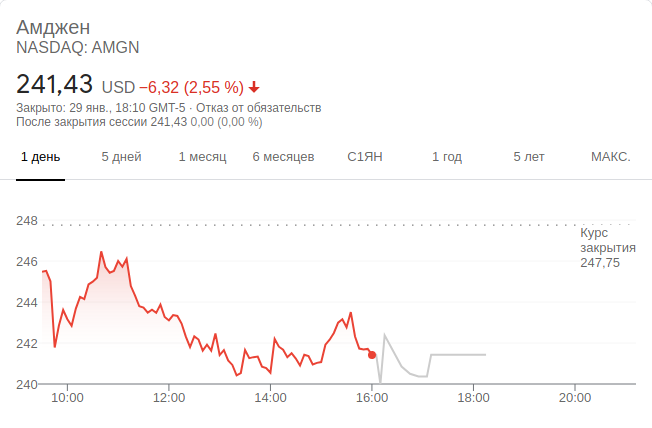 Амджен
NASDAQ: AMGN
241,43 USD −6,32 (2,55 %)
Закрыто: 29 янв., 18:10 GMT-5 · Отказ от обязательств
После закрытия сессии 241,43 0,00 (0,00 %)
1 день 5 дней 1 месяц 6 месяцев С1ЯН 1 год 5 лет МАКС.
248
Курс
закрытия
247,75
246
244
242
240
10:00 12:00 14:00 16:00 18:00 20:00